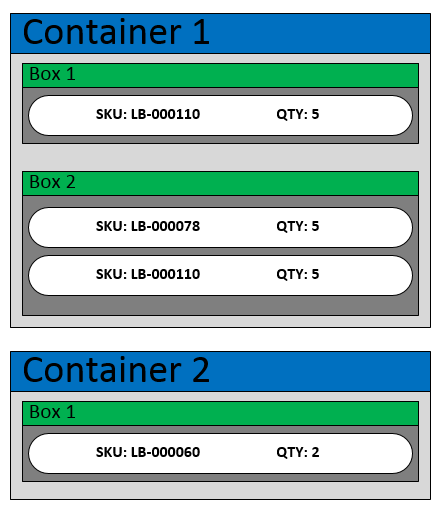 Container 1
Box 1
SKU: LB-000110 QTY: 5
Box 2
SKU: LB-000078 QTY: 5
SKU: LB-000110 QTY: 5
Container 2
Box 1
SKU: LB-000060 QTY: 2